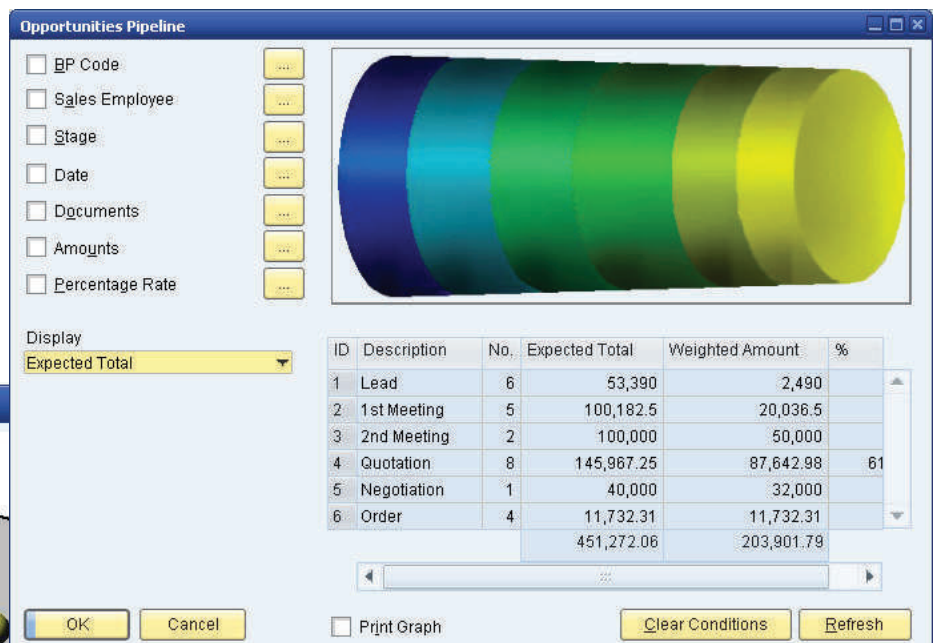 Opportunities Pipeline
BP Code ...
Sales Employee ...
Stage ...
Date ...
Documents ...
Amounts ...
Percentage Rate ...
Display
Expected Total
ID Description No. Expected Total Weighted Amount %
1 Lead 6 53,390 2,490
2 1st Meeting 5 100,182.5 20,036.5
3 2nd Meeting 2 100,000 50,000
4 Quotation 8 145,967.25 87,642.98 61
5 Negotiation 1 40,000 32,000
6 Order 4 11,732.31 11,732.31
451,272.06 203,901.79
OK Cancel Print Graph Clear Conditions Refresh